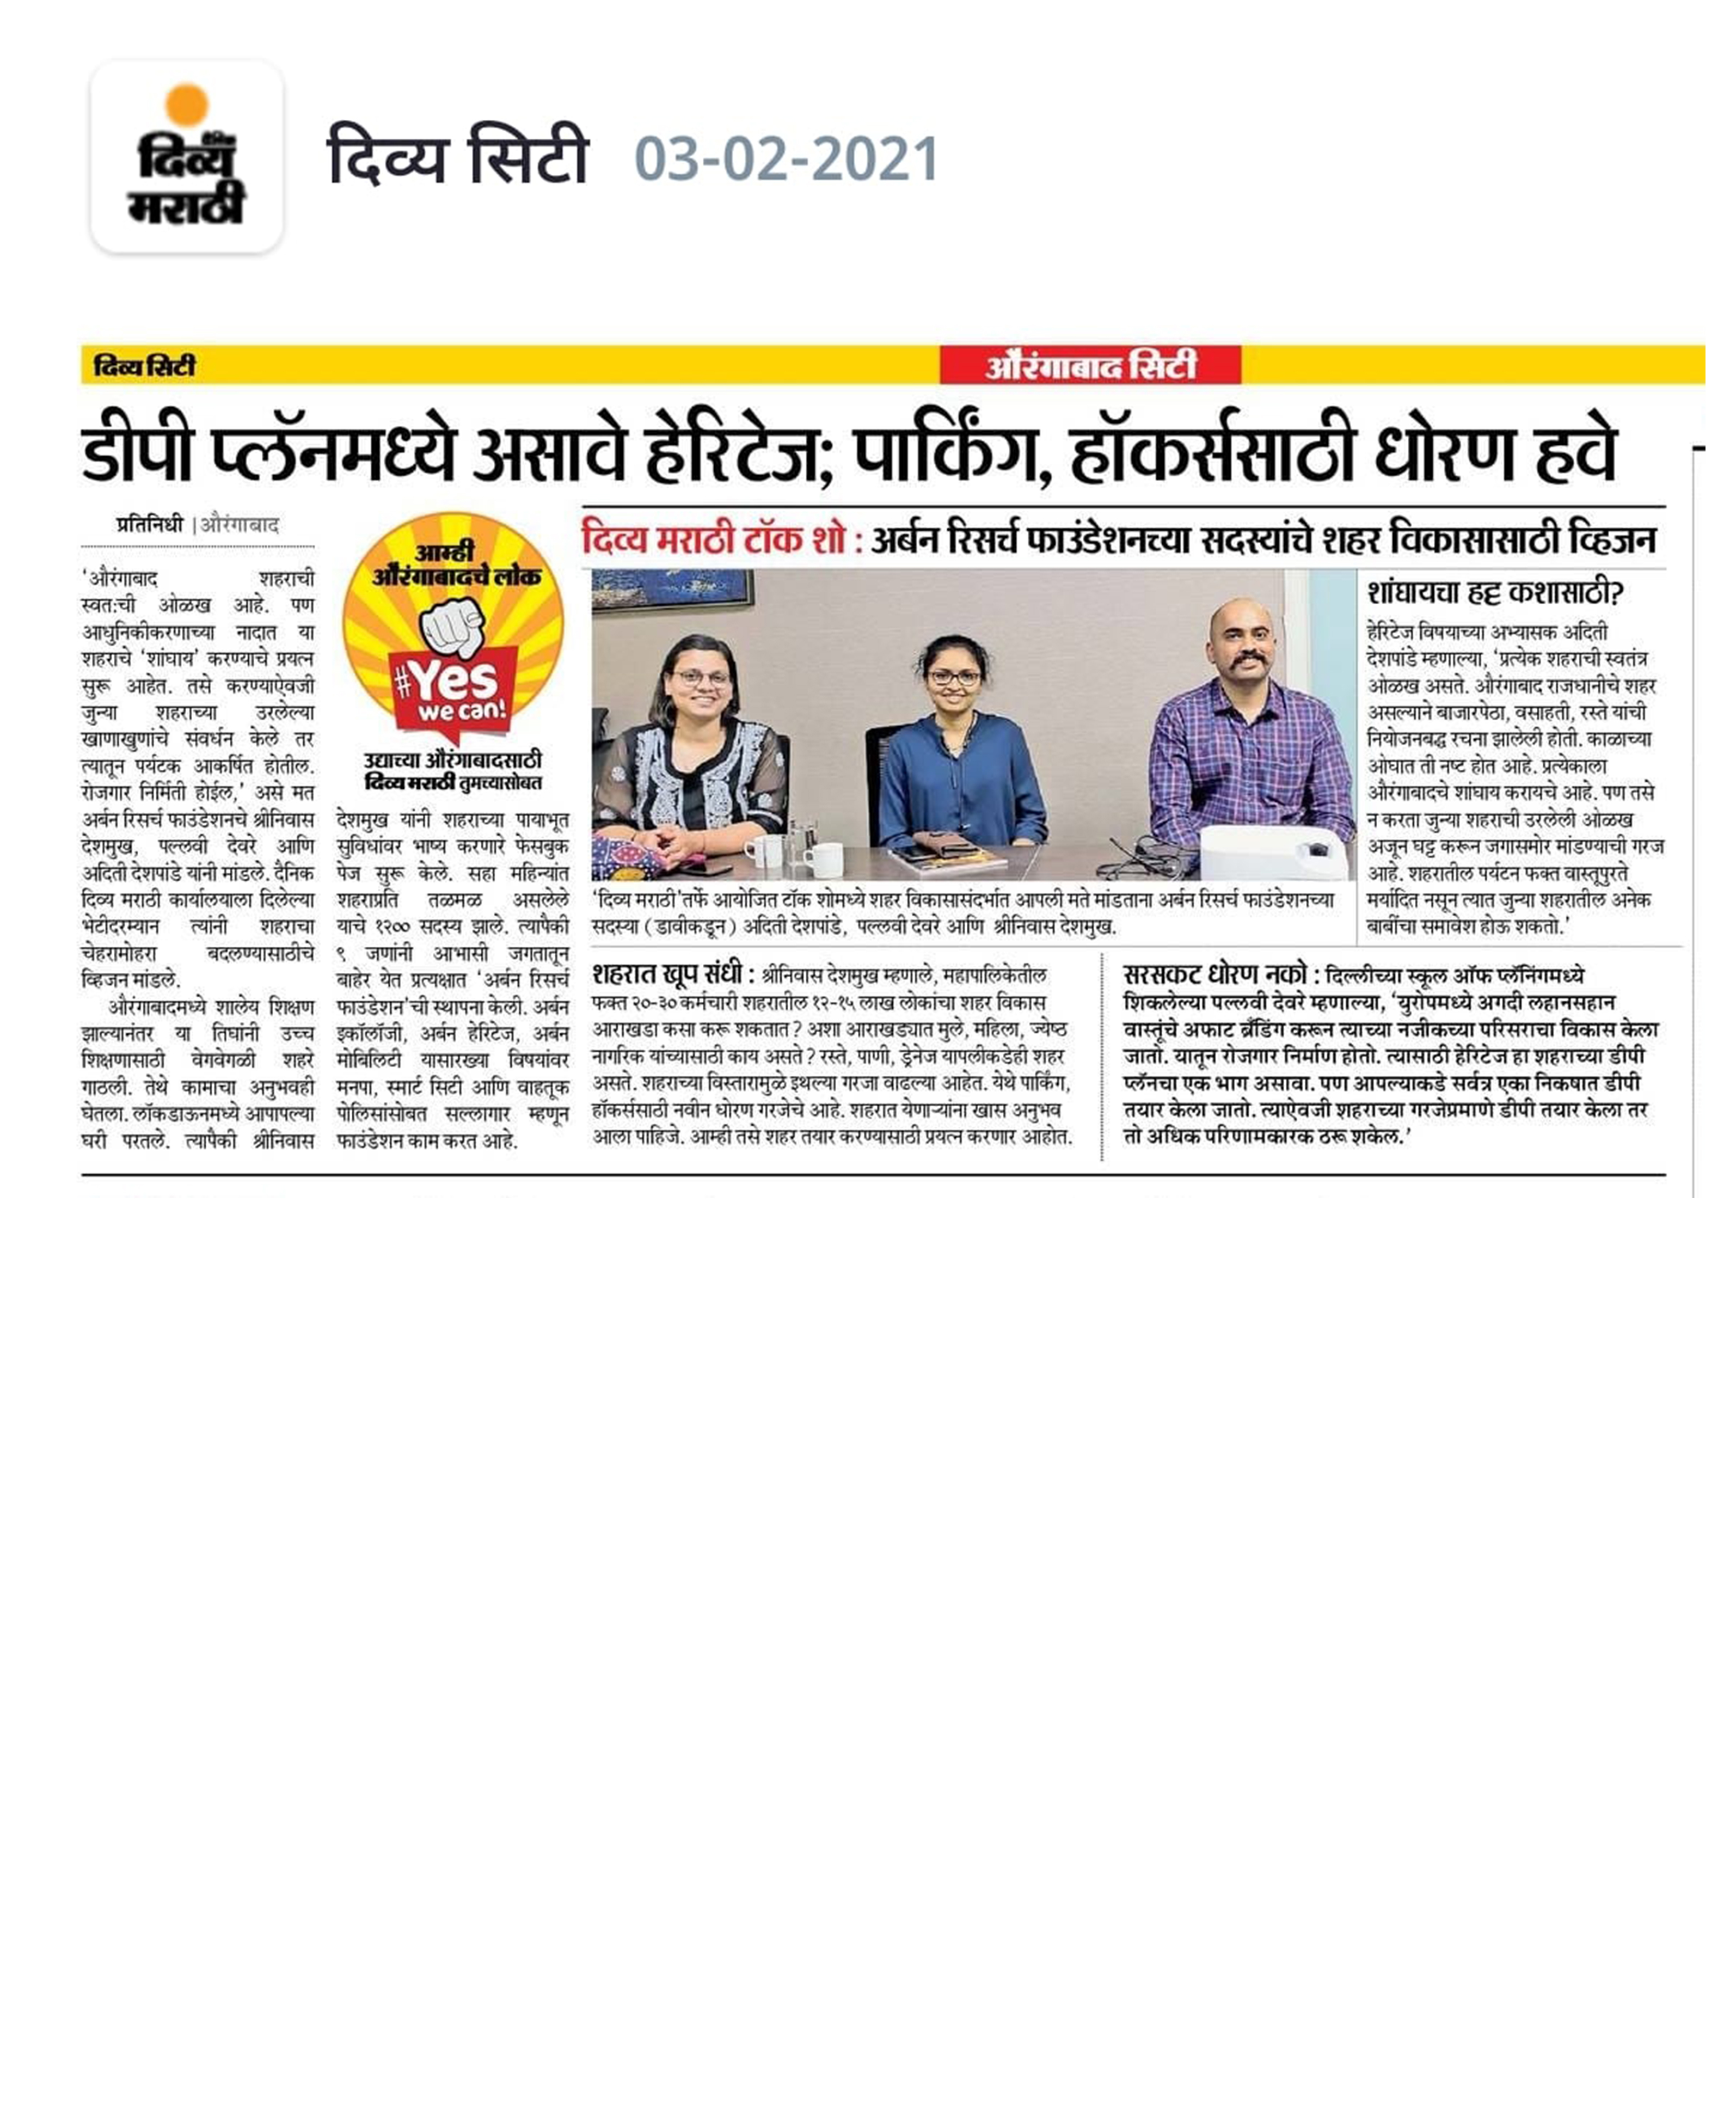 दिव्य
मराठी
दिव्य सिटी 03-02-2021
दिव्य सिटी
औरंगाबाद सिटी
डीपी प्लॅनमध्ये असावे हेरिटेज; पार्किंग, हॉकर्ससाठी धोरण हवे
प्रतिनिधी | औरंगाबाद
‘औरंगाबाद शहराची
स्वत:ची ओळख आहे. पण
आधुनिकीकरणाच्या नादात या
शहराचे ‘शांघाय’ करण्याचे प्रयत्न
सुरू आहेत. तसे करण्याऐवजी
जुन्या शहराच्या उरलेल्या
खाणाखुणांचे संवर्धन केले तर
त्यातून पर्यटक आकर्षित होतील.
रोजगार निर्मिती होईल,’ असे मत
अर्बन रिसर्च फाउंडेशनचे श्रीनिवास
देशमुख, पल्लवी देवरे आणि
अदिती देशपांडे यांनी मांडले. दैनिक
दिव्य मराठी कार्यालयाला दिलेल्या
भेटीदरम्यान त्यांनी शहराचा
चेहरामोहरा बदलण्यासाठीचे
व्हिजन मांडले.
औरंगाबादमध्ये शालेय शिक्षण
झाल्यानंतर या तिघांनी उच्च
शिक्षणासाठी वेगवेगळी शहरे
गाठली. तेथे कामाचा अनुभवही
घेतला. लॉकडाऊनमध्ये आपापल्या
घरी परतले. त्यापैकी श्रीनिवास
आम्ही
औरंगाबादचे लोक
#Yes
we can!
उद्याच्या औरंगाबादसाठी
दिव्य मराठी तुमच्यासोबत
देशमुख यांनी शहराच्या पायाभूत
सुविधांवर भाष्य करणारे फेसबुक
पेज सुरू केले. सहा महिन्यांत
शहराप्रति तळमळ असलेले
याचे १२०० सदस्य झाले. त्यापैकी
९ जणांनी आभासी जगतातून
बाहेर येत प्रत्यक्षात ‘अर्बन रिसर्च
फाउंडेशन’ची स्थापना केली. अर्बन
इकॉलॉजी, अर्बन हेरिटेज, अर्बन
मोबिलिटी यासारख्या विषयांवर
मनपा, स्मार्ट सिटी आणि वाहतूक
पोलिसांसोबत सल्लागार म्हणून
फाउंडेशन काम करत आहे.
दिव्य मराठी टॉक शो : अर्बन रिसर्च फाउंडेशनच्या सदस्यांचे शहर विकासासाठी व्हिजन
‘दिव्य मराठी’तर्फे आयोजित टॉक शोमध्ये शहर विकासासंदर्भात आपली मते मांडताना अर्बन रिसर्च फाउंडेशनच्या
सदस्या (डावीकडून) अदिती देशपांडे, पल्लवी देवरे आणि श्रीनिवास देशमुख.
शांघायचा हट्ट कशासाठी?
हेरिटेज विषयाच्या अभ्यासक अदिती
देशपांडे म्हणाल्या, ‘प्रत्येक शहराची स्वतंत्र
ओळख असते. औरंगाबाद राजधानीचे शहर
असल्याने बाजारपेठा, वसाहती, रस्ते यांची
नियोजनबद्ध रचना झालेली होती. काळाच्या
ओघात ती नष्ट होत आहे. प्रत्येकाला
औरंगाबादचे शांघाय करायचे आहे. पण तसे
न करता जुन्या शहराची उरलेली ओळख
अजून घट्ट करून जगासमोर मांडण्याची गरज
आहे. शहरातील पर्यटन फक्त वास्तूपुरते
मर्यादित नसून त्यात जुन्या शहरातील अनेक
बाबींचा समावेश होऊ शकतो.’
शहरात खूप संधी : श्रीनिवास देशमुख म्हणाले, महापालिकेतील
फक्त २०-३० कर्मचारी शहरातील १२-१५ लाख लोकांचा शहर विकास
आराखडा कसा करू शकतात? अशा आराखड्यात मुले, महिला, ज्येष्ठ
नागरिक यांच्यासाठी काय असते? रस्ते, पाणी, ड्रेनेज यापलीकडेही शहर
असते. शहराच्या विस्तारामुळे इथल्या गरजा वाढल्या आहेत. येथे पार्किंग,
हॉकर्ससाठी नवीन धोरण गरजेचे आहे. शहरात येणाऱ्यांना खास अनुभव
आला पाहिजे. आम्ही तसे शहर तयार करण्यासाठी प्रयत्न करणार आहोत.
सरसकट धोरण नको : दिल्लीच्या स्कूल ऑफ प्लॅनिंगमध्ये
शिकलेल्या पल्लवी देवरे म्हणाल्या, ‘युरोपमध्ये अगदी लहानसहान
वास्तूंचे अफाट ब्रँडिंग करून त्याच्या नजीकच्या परिसराचा विकास केला
जातो. यातून रोजगार निर्माण होतो. त्यासाठी हेरिटेज हा शहराच्या डीपी
प्लॅनचा एक भाग असावा. पण आपल्याकडे सर्वत्र एका निकषात डीपी
तयार केला जातो. त्याऐवजी शहराच्या गरजेप्रमाणे डीपी तयार केला तर
तो अधिक परिणामकारक ठरू शकेल.’